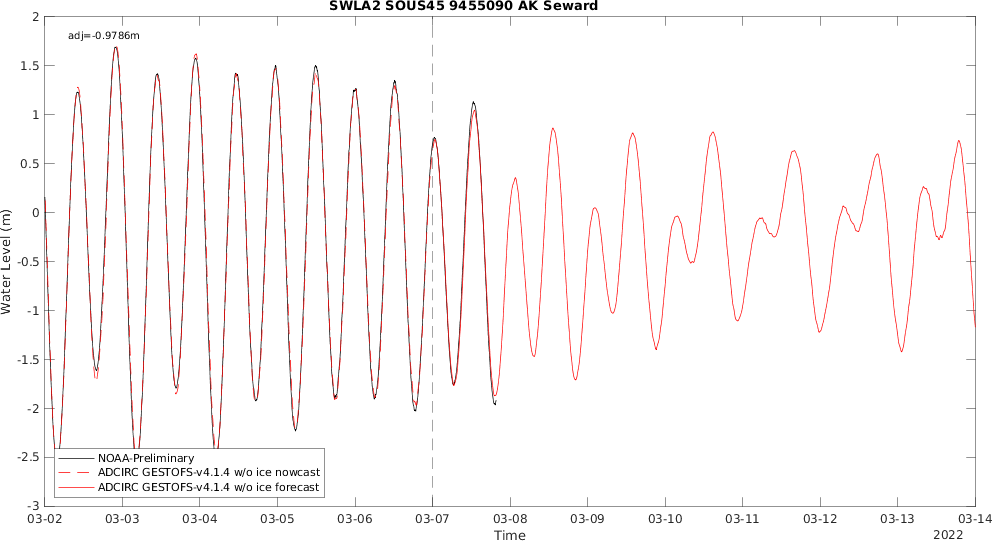 SWLA2 SOUS45 9455090 AK Seward
adj=-0.9786m
2
1.5
1
0.5
0
-0.5
-1
-1.5
-2
-2.5
-3
Water Level (m)
NOAA-Preliminary
ADCIRC GESTOFS-v4.1.4 w/o ice nowcast
ADCIRC GESTOFS-v4.1.4 w/o ice forecast
03-02 03-03 03-04 03-05 03-06 03-07 03-08 03-09 03-10 03-11 03-12 03-13 03-14
Time
2022